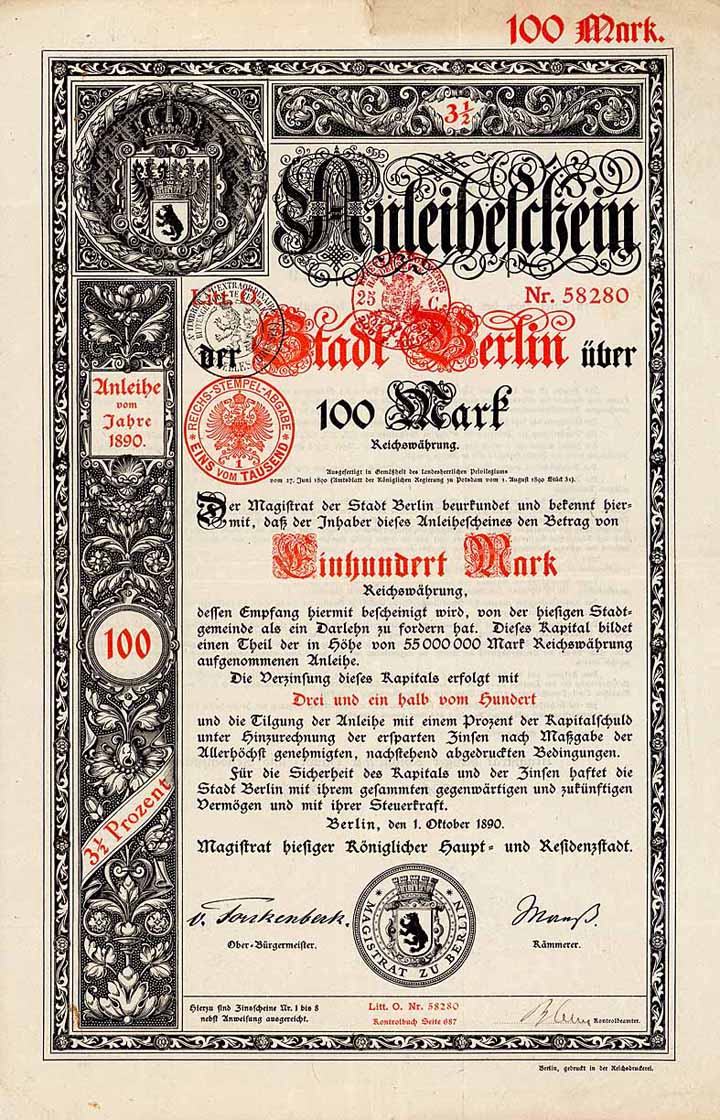 100 Mark.
3½
Anleiheschein
Litt. O.
Nr. 58280
der Stadt Berlin über
100 Mark
Reichswährung.
25 C.
REICHS-STEMPEL-ABGABE
1
EINS VOM TAUSEND
Anleihe
vom
Jahre
1890.
Ausgefertigt in Gemäßheit des landesherrlichen Privilegiums
vom 17. Juni 1890 (Amtsblatt der Königlichen Regierung zu Potsdam vom 1. August 1890 Stück 31).
Der Magistrat der Stadt Berlin beurkundet und bekennt hier-
mit, daß der Inhaber dieses Anleihescheines den Betrag von
Einhundert Mark
Reichswährung,
dessen Empfang hiermit bescheinigt wird, von der hiesigen Stadt-
gemeinde als ein Darlehn zu fordern hat. Dieses Kapital bildet
einen Theil der in Höhe von 55 000 000 Mark Reichswährung
aufgenommenen Anleihe.
Die Verzinsung dieses Kapitals erfolgt mit
Drei und ein halb vom Hundert
und die Tilgung der Anleihe mit einem Prozent der Kapitalschuld
unter Hinzurechnung der ersparten Zinsen nach Maßgabe der
Allerhöchst genehmigten, nachstehend abgedruckten Bedingungen.
Für die Sicherheit des Kapitals und der Zinsen haftet die
Stadt Berlin mit ihrem gesammten gegenwärtigen und zukünftigen
Vermögen und mit ihrer Steuerkraft.
Berlin, den 1. Oktober 1890.
Magistrat hiesiger Königlicher Haupt- und Residenzstadt.
100
3½ Prozent
v. Forckenbeck.
Ober-Bürgermeister.
MAGISTRAT ZU BERLIN
Kämmerer.
Hierzu sind Zinsscheine Nr. 1 bis 8
nebst Anweisung ausgereicht.
Litt. O. Nr. 58280
Kontrolbuch Seite 687
Kontrolbeamter.
Berlin, gedruckt in der Reichsdruckerei.